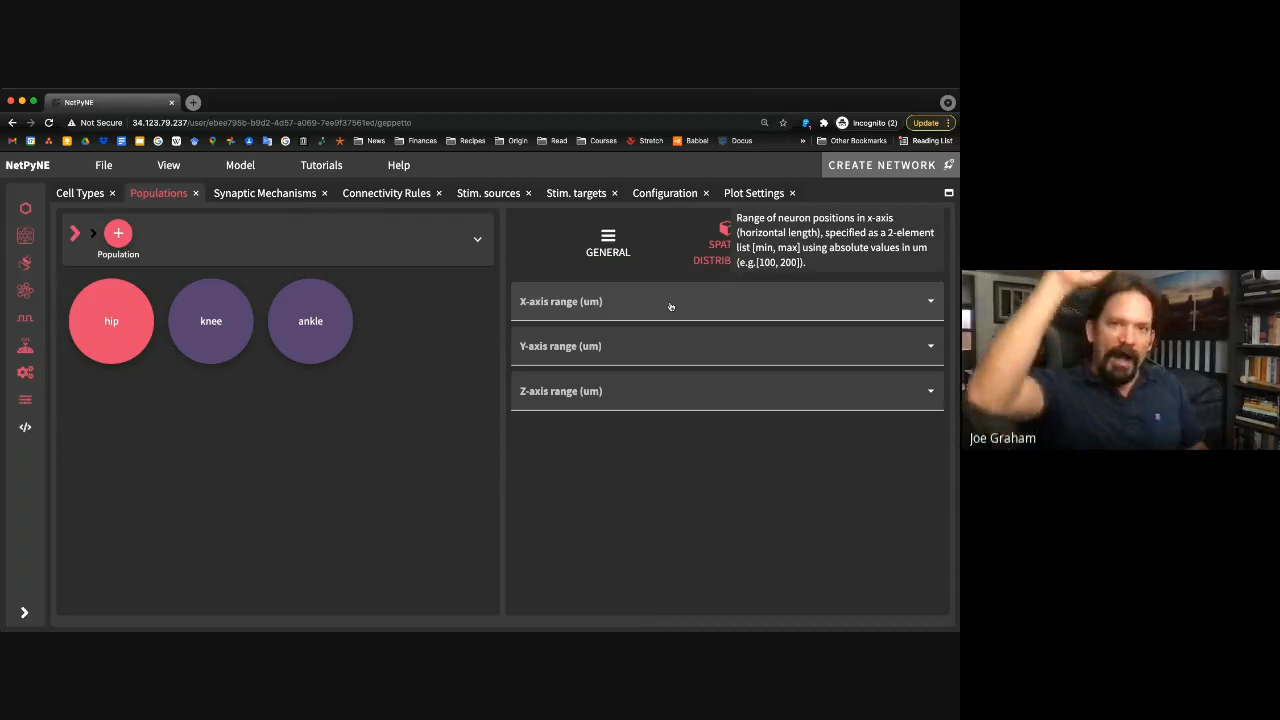 NetPyNE
Not Secure 34.123.79.237/user/ebee795b-b9d2-4d57-a069-7ee9f37561ed/geppetto Incognito (2) Update
News Finances Recipes Origin Read Courses Stretch Babbel Docus Other Bookmarks Reading List
NetPyNE File View Model Tutorials Help CREATE NETWORK
Cell Types Populations Synaptic Mechanisms Connectivity Rules Stim. sources Stim. targets Configuration Plot Settings
Population
hip knee ankle
GENERAL
SPAT
DISTRIB
Range of neuron positions in x-axis
(horizontal length), specified as a 2-element
list [min, max] using absolute values in um
(e.g.[100, 200]).
X-axis range (um)
Y-axis range (um)
Z-axis range (um)
Joe Graham